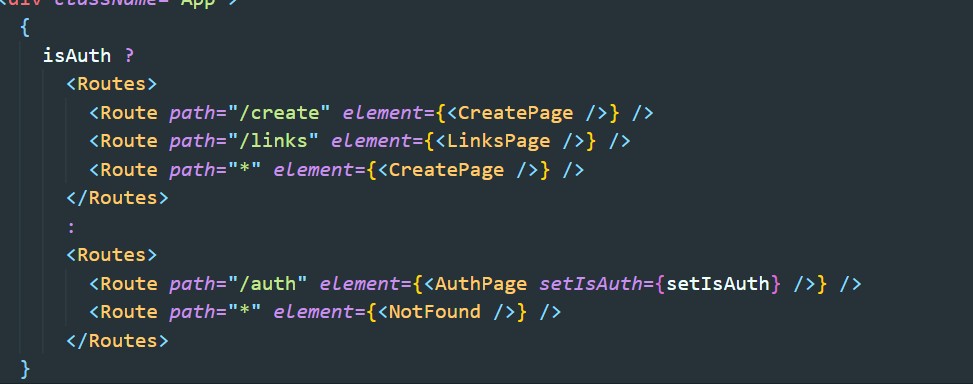 <div className="App">
{
isAuth ?
<Routes>
<Route path="/create" element={<CreatePage />} />
<Route path="/links" element={<LinksPage />} />
<Route path="*" element={<CreatePage />} />
</Routes>
:
<Routes>
<Route path="/auth" element={<AuthPage setIsAuth={setIsAuth} />} />
<Route path="*" element={<NotFound />} />
</Routes>
}